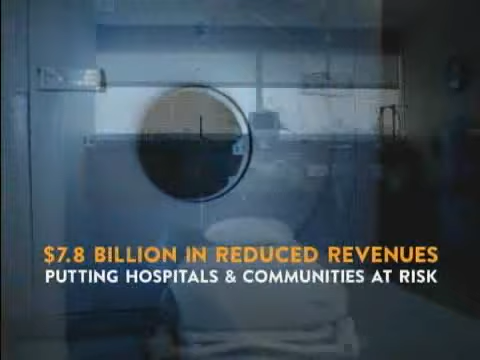 $7.8 BILLION IN REDUCED REVENUES
PUTTING HOSPITALS & COMMUNITIES AT RISK